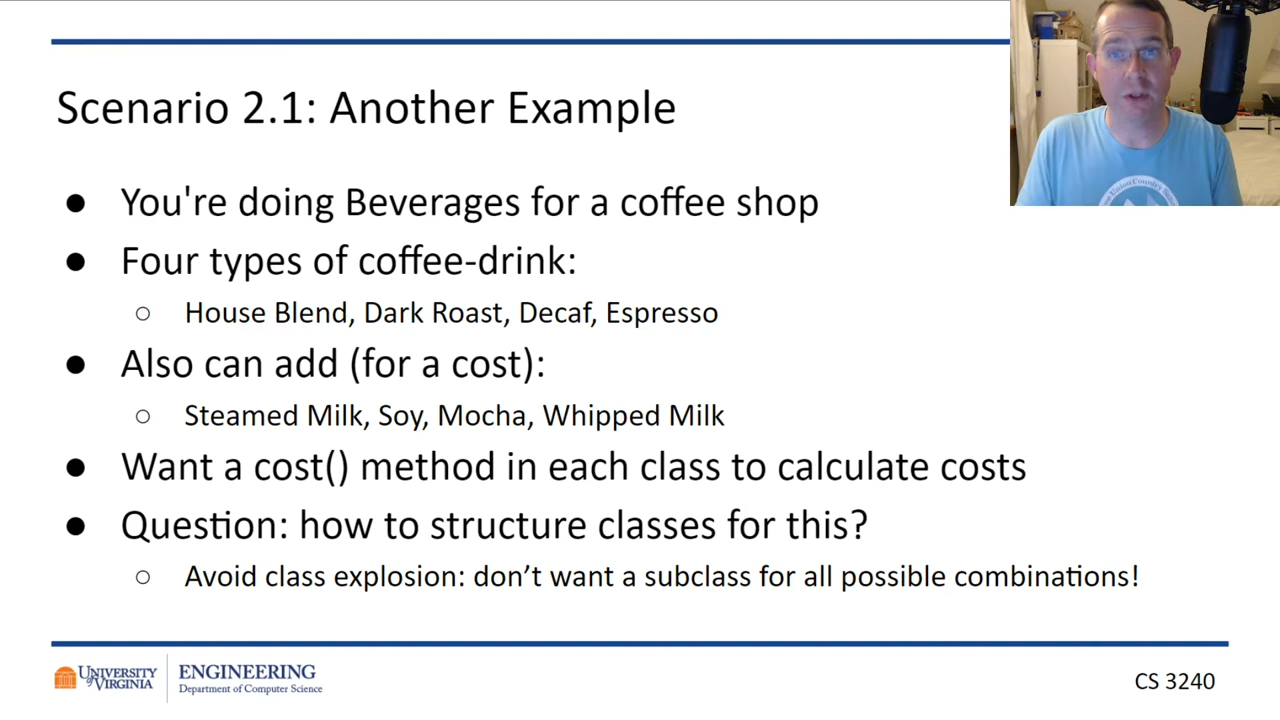 Scenario 2.1: Another Example
● You're doing Beverages for a coffee shop
● Four types of coffee-drink:
○ House Blend, Dark Roast, Decaf, Espresso
● Also can add (for a cost):
○ Steamed Milk, Soy, Mocha, Whipped Milk
● Want a cost() method in each class to calculate costs
● Question: how to structure classes for this?
○ Avoid class explosion: don’t want a subclass for all possible combinations!
UNIVERSITY
of VIRGINIA
ENGINEERING
Department of Computer Science
CS 3240